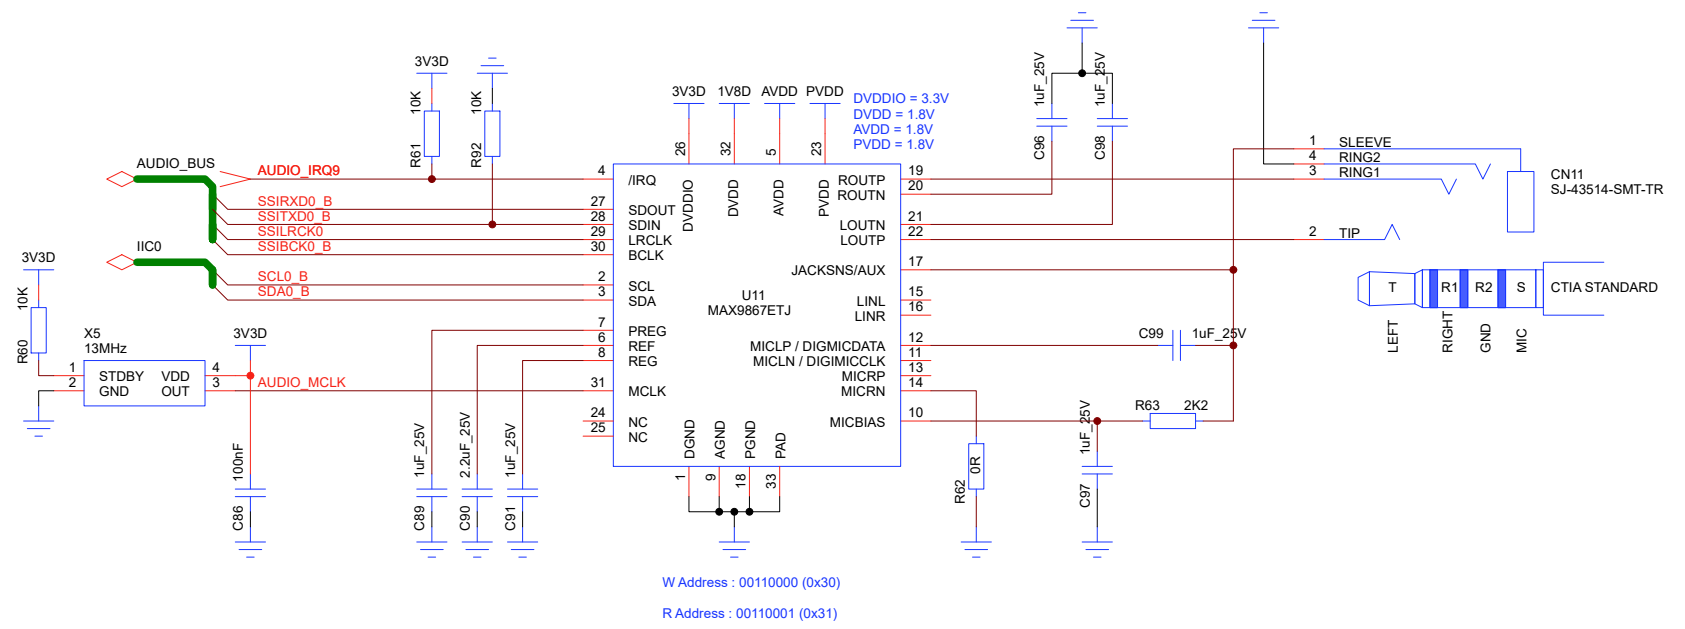 3V3D
10K
R61
10K
R92
AUDIO_BUS
AUDIO_IRQ9
SSIRXD0_B
SSITXD0_B
SSILRCK0
SSIBCK0_B
IIC0
SCL0_B
SDA0_B
3V3D
10K
R60
X5
13MHz
1 STDBY VDD 4
2 GND OUT 3
3V3D
AUDIO_MCLK
100nF
C86
1uF_25V
C89
2.2uF_25V
C90
1uF_25V
C91
3V3D 1V8D AVDD PVDD
26 32 5 23
DVDDIO DVDD AVDD PVDD
DVDDIO = 3.3V
DVDD = 1.8V
AVDD = 1.8V
PVDD = 1.8V
4 /IRQ
27 SDOUT
28 SDIN
29 LRCLK
30 BCLK
2 SCL
3 SDA
7 PREG
6 REF
8 REG
31 MCLK
24 NC
25 NC
U11
MAX9867ETJ
ROUTP 19
ROUTN 20
LOUTN 21
LOUTP 22
JACKSNS/AUX 17
LINL 15
LINR 16
MICLP / DIGMICDATA 12
MICLN / DIGIMICCLK 11
MICRP 13
MICRN 14
MICBIAS 10
DGND AGND PGND PAD
1 9 18 33
1uF_25V
C96
1uF_25V
C98
C99 1uF_25V
R63 2K2
1uF_25V
C97
0R
R62
1 SLEEVE
4 RING2
3 RING1
2 TIP
CN11
SJ-43514-SMT-TR
T R1 R2 S CTIA STANDARD
LEFT RIGHT GND MIC
W Address : 00110000 (0x30)
R Address : 00110001 (0x31)